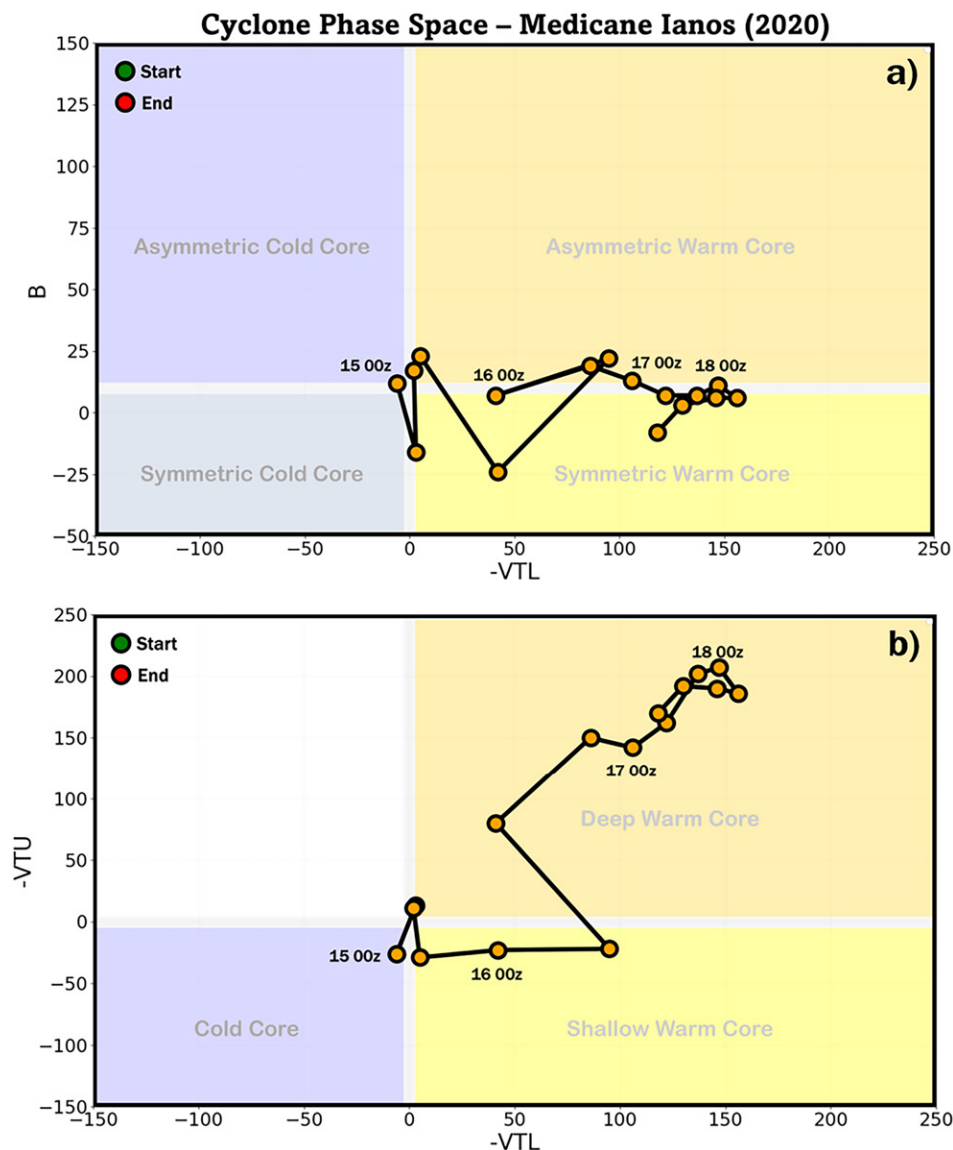 Cyclone Phase Space – Medicane Ianos (2020)
150
125
100
75
50
25
0
−25
−50
B
Start
End
a)
Asymmetric Cold Core
Asymmetric Warm Core
15 00z
16 00z
17 00z
18 00z
Symmetric Cold Core
Symmetric Warm Core
−150
−100
−50
0
50
100
150
200
250
-VTL
250
200
150
100
50
0
−50
−100
−150
-VTU
Start
End
b)
18 00z
17 00z
Deep Warm Core
15 00z
16 00z
Cold Core
Shallow Warm Core
−150
−100
−50
0
50
100
150
200
250
-VTL